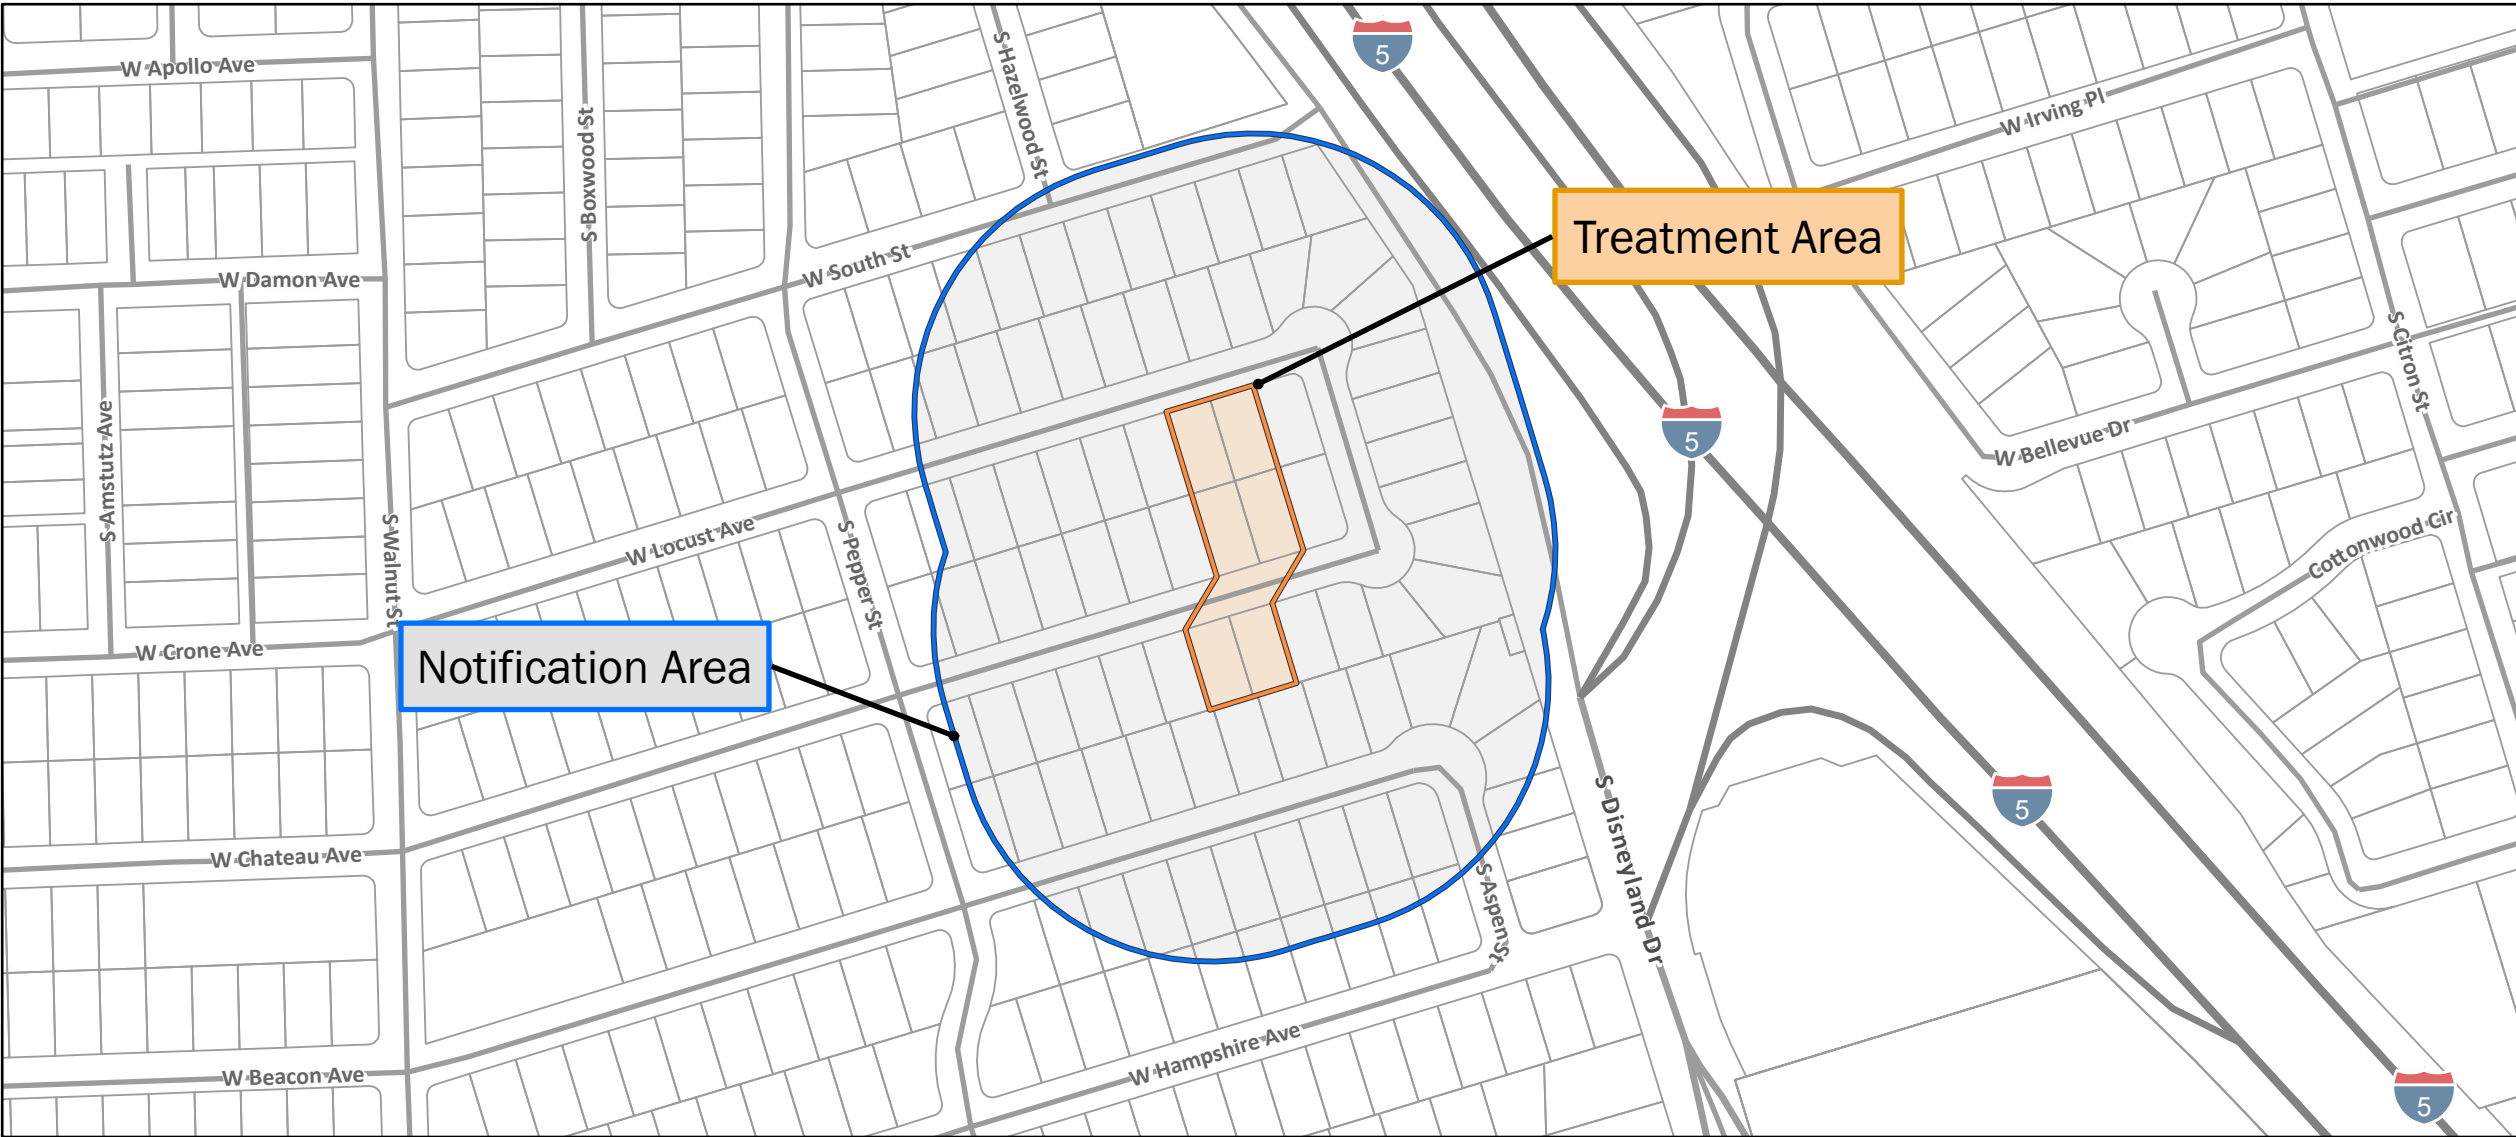 5
S Hazelwood St
W Apollo Ave
W Irving Pl
S Boxwood St
Treatment Area
W South St
W Damon Ave
S Citron St
5
W Bellevue Dr
S Amstutz Ave
S Walnut St
W Locust Ave
S Pepper St
Cottonwood Cir
W Crone Ave
Notification Area
5
S Disneyland Dr
W Chateau Ave
S Aspen St
W Hampshire Ave
W Beacon Ave
5